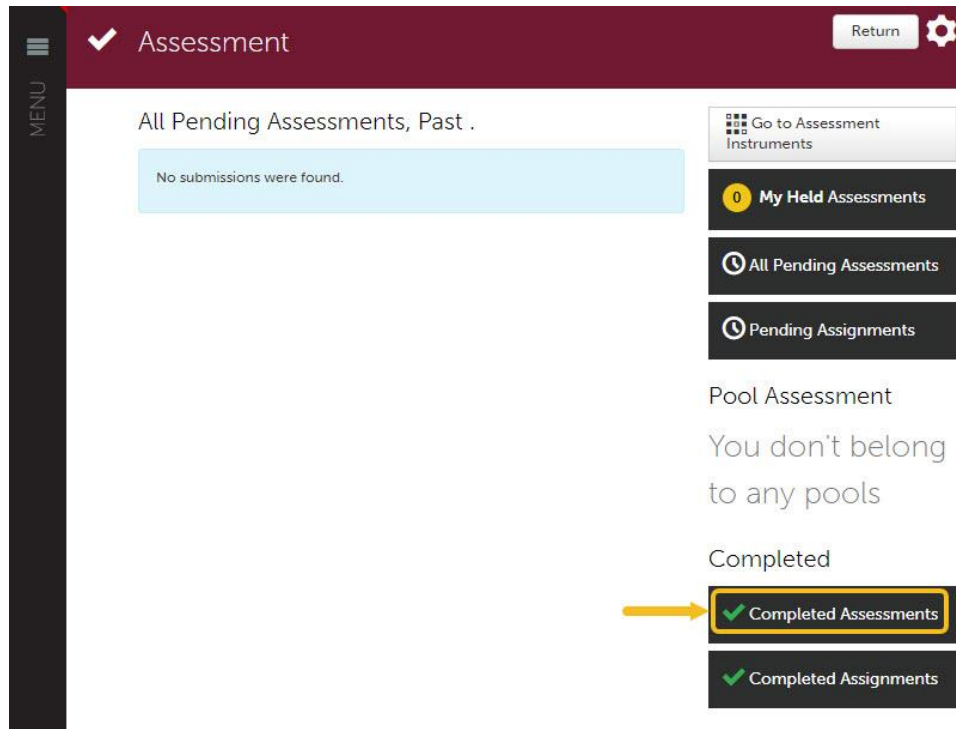 MENU
Assessment
Return
All Pending Assessments, Past .
No submissions were found.
Go to Assessment
Instruments
0 My Held Assessments
All Pending Assessments
Pending Assignments
Pool Assessment
You don't belong
to any pools
Completed
Completed Assessments
Completed Assignments